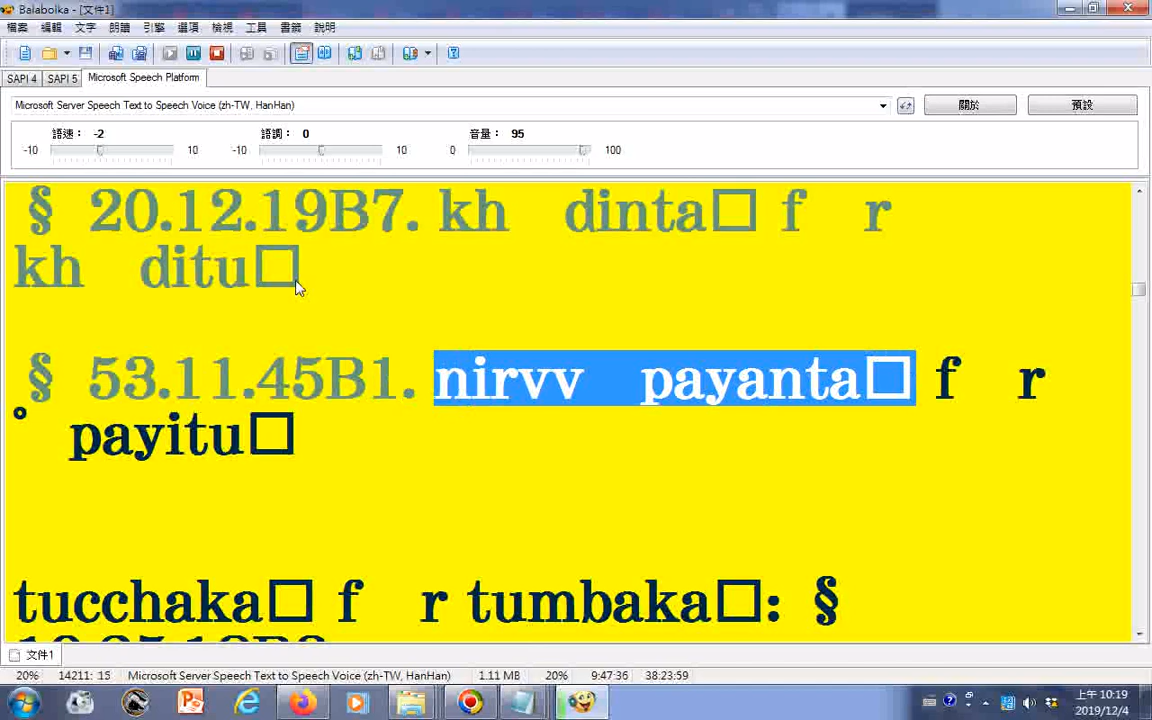 Balabolka - [文件1]
檔案 編輯 文字 朗讀 引擎 選項 檢視 工具 書籤 說明
SAPI 4 SAPI 5 Microsoft Speech Platform
Microsoft Server Speech Text to Speech Voice (zh-TW, HanHan) 關於 預設
語速： -2 語調： 0 音量： 95
-10 10 -10 10 0 100
§ 20.12.19B7. kh dinta□ f r
kh ditu□
§ 53.11.45B1. nirvv payanta□ f r
° payitu□
tucchaka□ f r tumbaka□: §
文件1
20% 14211: 15 Microsoft Server Speech Text to Speech Voice (zh-TW, HanHan) 1.11 MB 20% 9:47:36 38:23:59
上午 10:19
2019/12/4